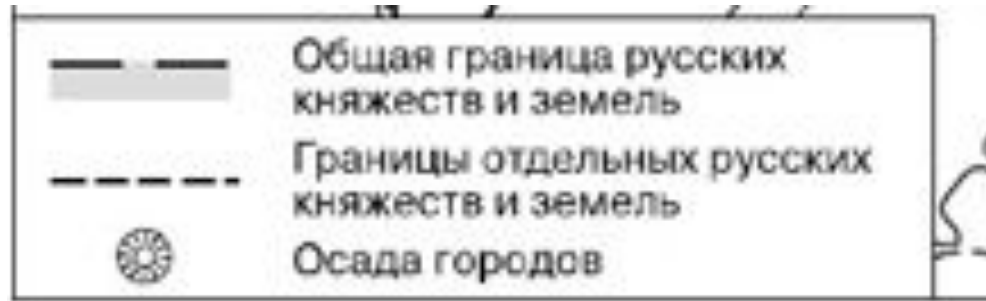 Общая граница русских
княжеств и земель
Границы отдельных русских
княжеств и земель
Осада городов